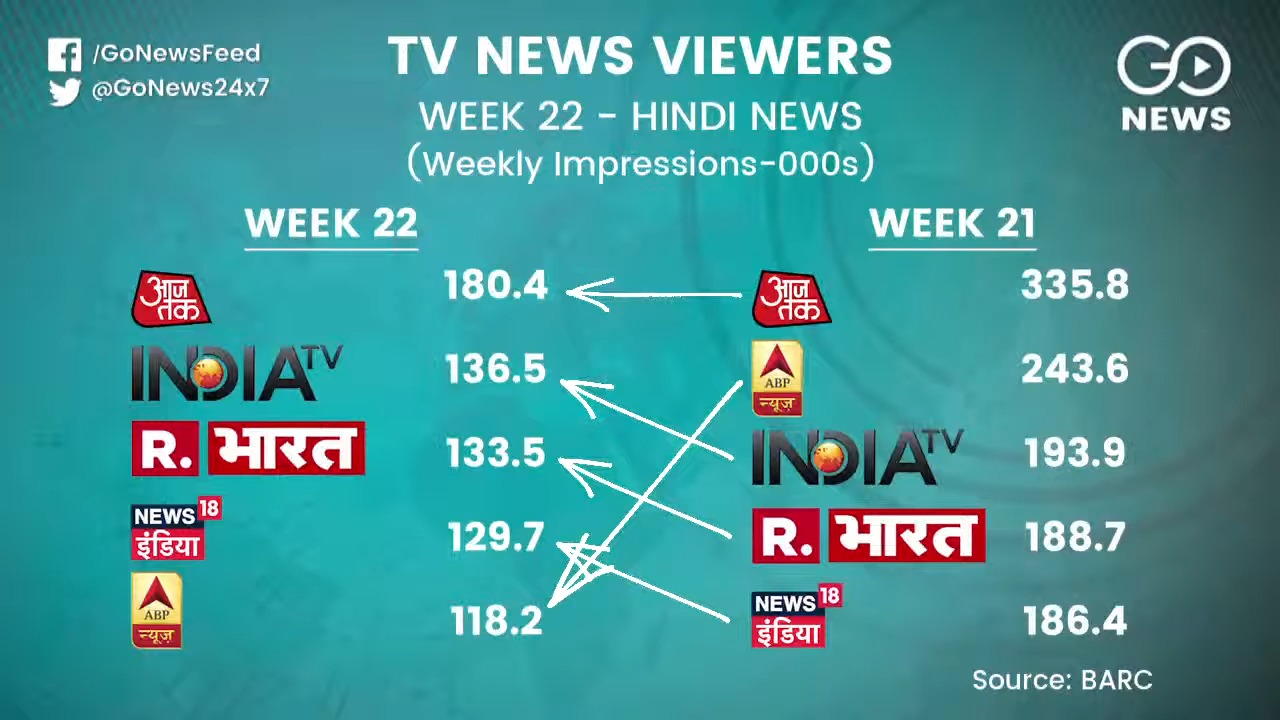 /GoNewsFeed
@GoNews24x7
TV NEWS VIEWERS
WEEK 22 - HINDI NEWS
(Weekly Impressions-000s)
GO
NEWS
WEEK 22
आज
तक
180.4
INDIA TV
136.5
R. भारत
133.5
NEWS 18
इंडिया
129.7
ABP
न्यूज़
118.2
WEEK 21
आज
तक
335.8
ABP
न्यूज़
243.6
INDIA TV
193.9
R. भारत
188.7
NEWS 18
इंडिया
186.4
Source: BARC